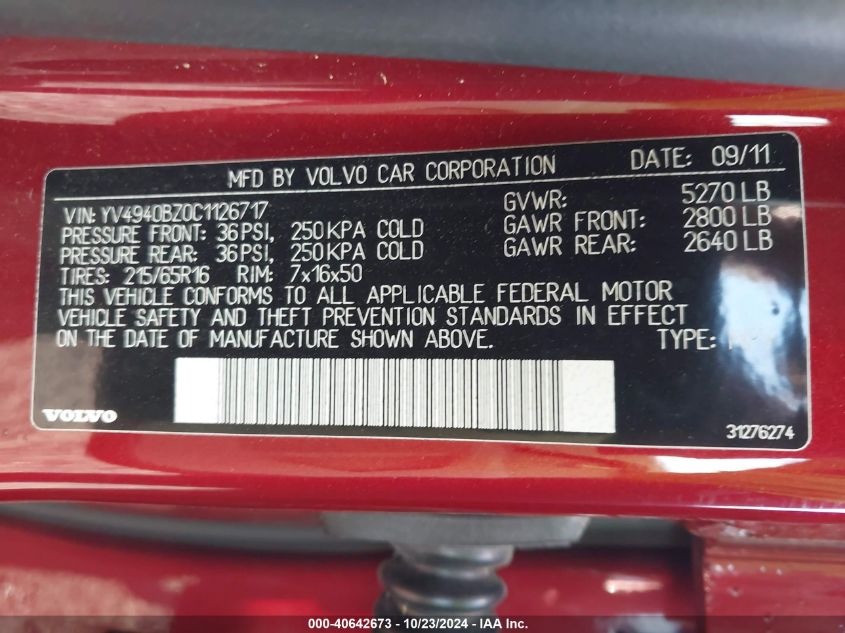 MFD BY VOLVO CAR CORPORATION DATE: 09/11
VIN: YV4940BZ0C1126717 GVWR: 5270 LB
PRESSURE FRONT: 36PSI, 250KPA COLD GAWR FRONT: 2800 LB
PRESSURE REAR: 36PSI, 250KPA COLD GAWR REAR: 2640 LB
TIRES: 215/65R16 RIM: 7x16x50
THIS VEHICLE CONFORMS TO ALL APPLICABLE FEDERAL MOTOR
VEHICLE SAFETY AND THEFT PREVENTION STANDARDS IN EFFECT
ON THE DATE OF MANUFACTURE SHOWN ABOVE. TYPE:
VOLVO 31276274
000-40642673 / 10/23/2024 - IAA Inc.